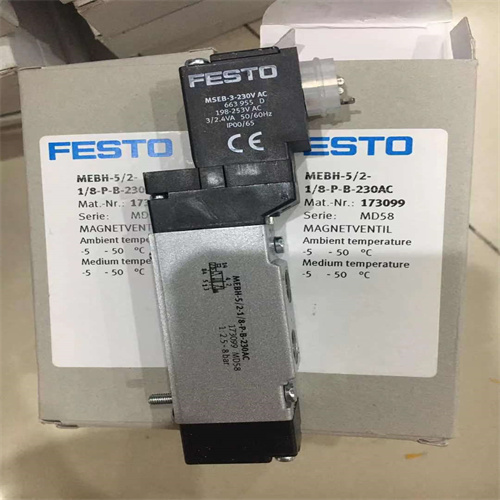 FESTO
MSEB-3-230V AC
663 955 D
198-253V AC
3/2.4VA 50/60Hz
IP00/65
CE
FESTO
MEBH-5/2-
1/8-P-B-230
Mat.-Nr.: 173
Serie: MD
MAGNETVENTIL
Ambient tempe
-5 - 50 °C
Medium temper
-5 - 50 °C
ESTO
MEBH-5/2-
1/8-P-B-230AC
Mat.-Nr.: 173099
Serie: MD58
MAGNETVENTIL
Ambient temperature
-5 - 50 °C
Medium temperature
-5 - 50 °C
MEBH-5/2-1/8-P-B-230AC
173099 MD58